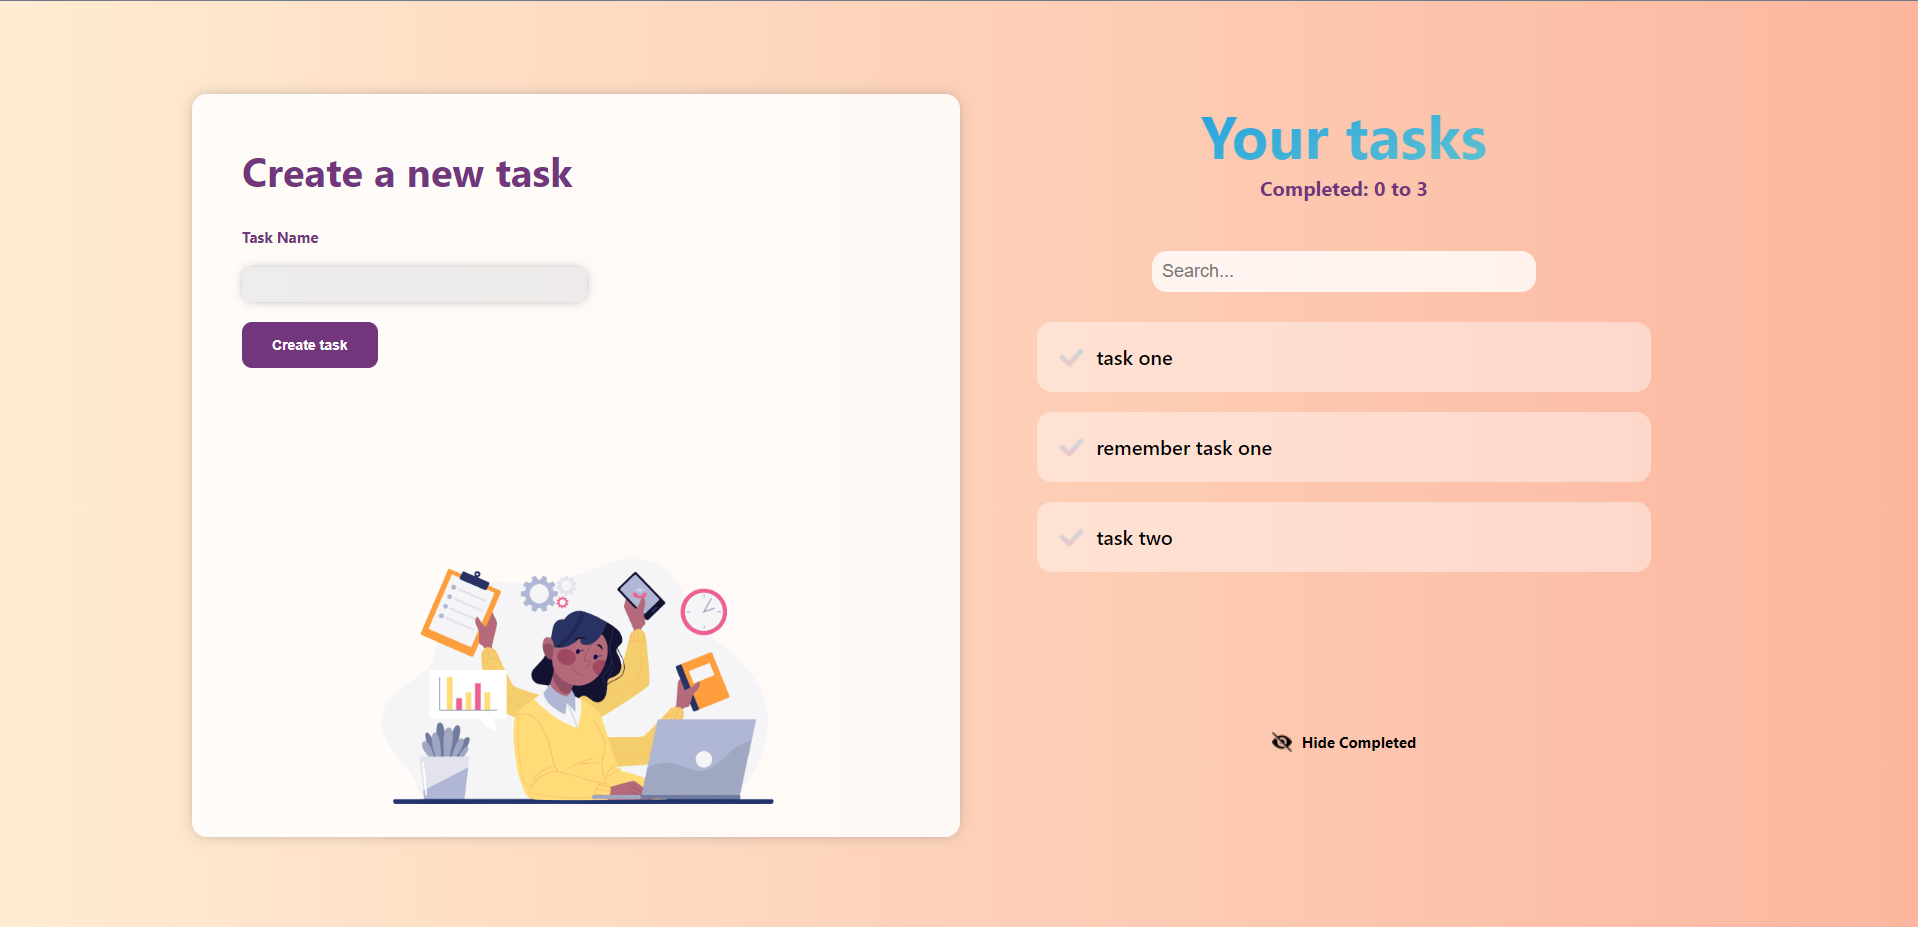 Create a new task
Task Name
Create task
Your tasks
Completed: 0 to 3
Search...
task one
remember task one
task two
Hide Completed